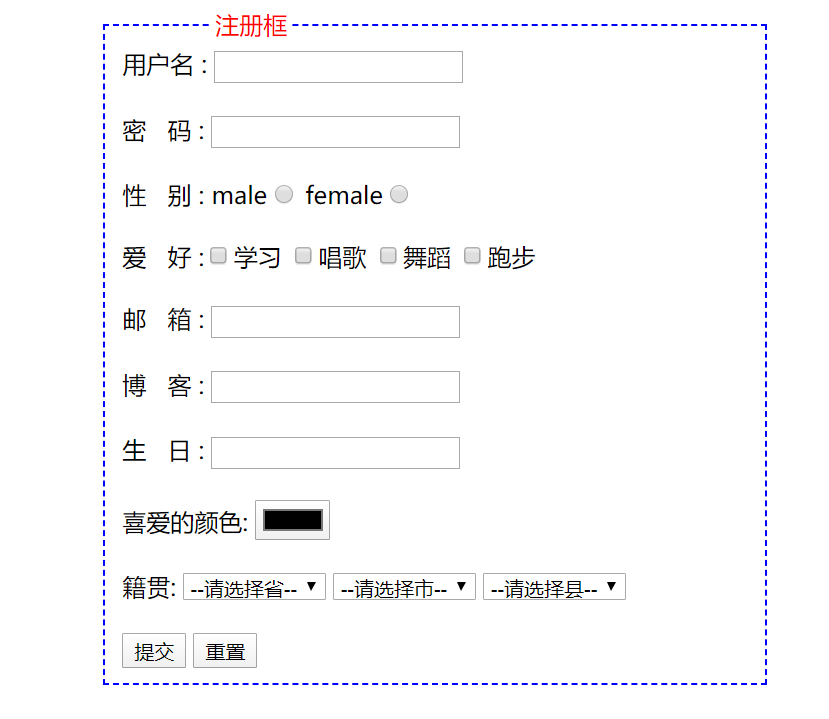 注册框
用户名 :
密 码 :
性 别 : male female
爱 好 : 学习 唱歌 舞蹈 跑步
邮 箱 :
博 客 :
生 日 :
喜爱的颜色:
籍贯: --请选择省-- --请选择市-- --请选择县--
提交 重置